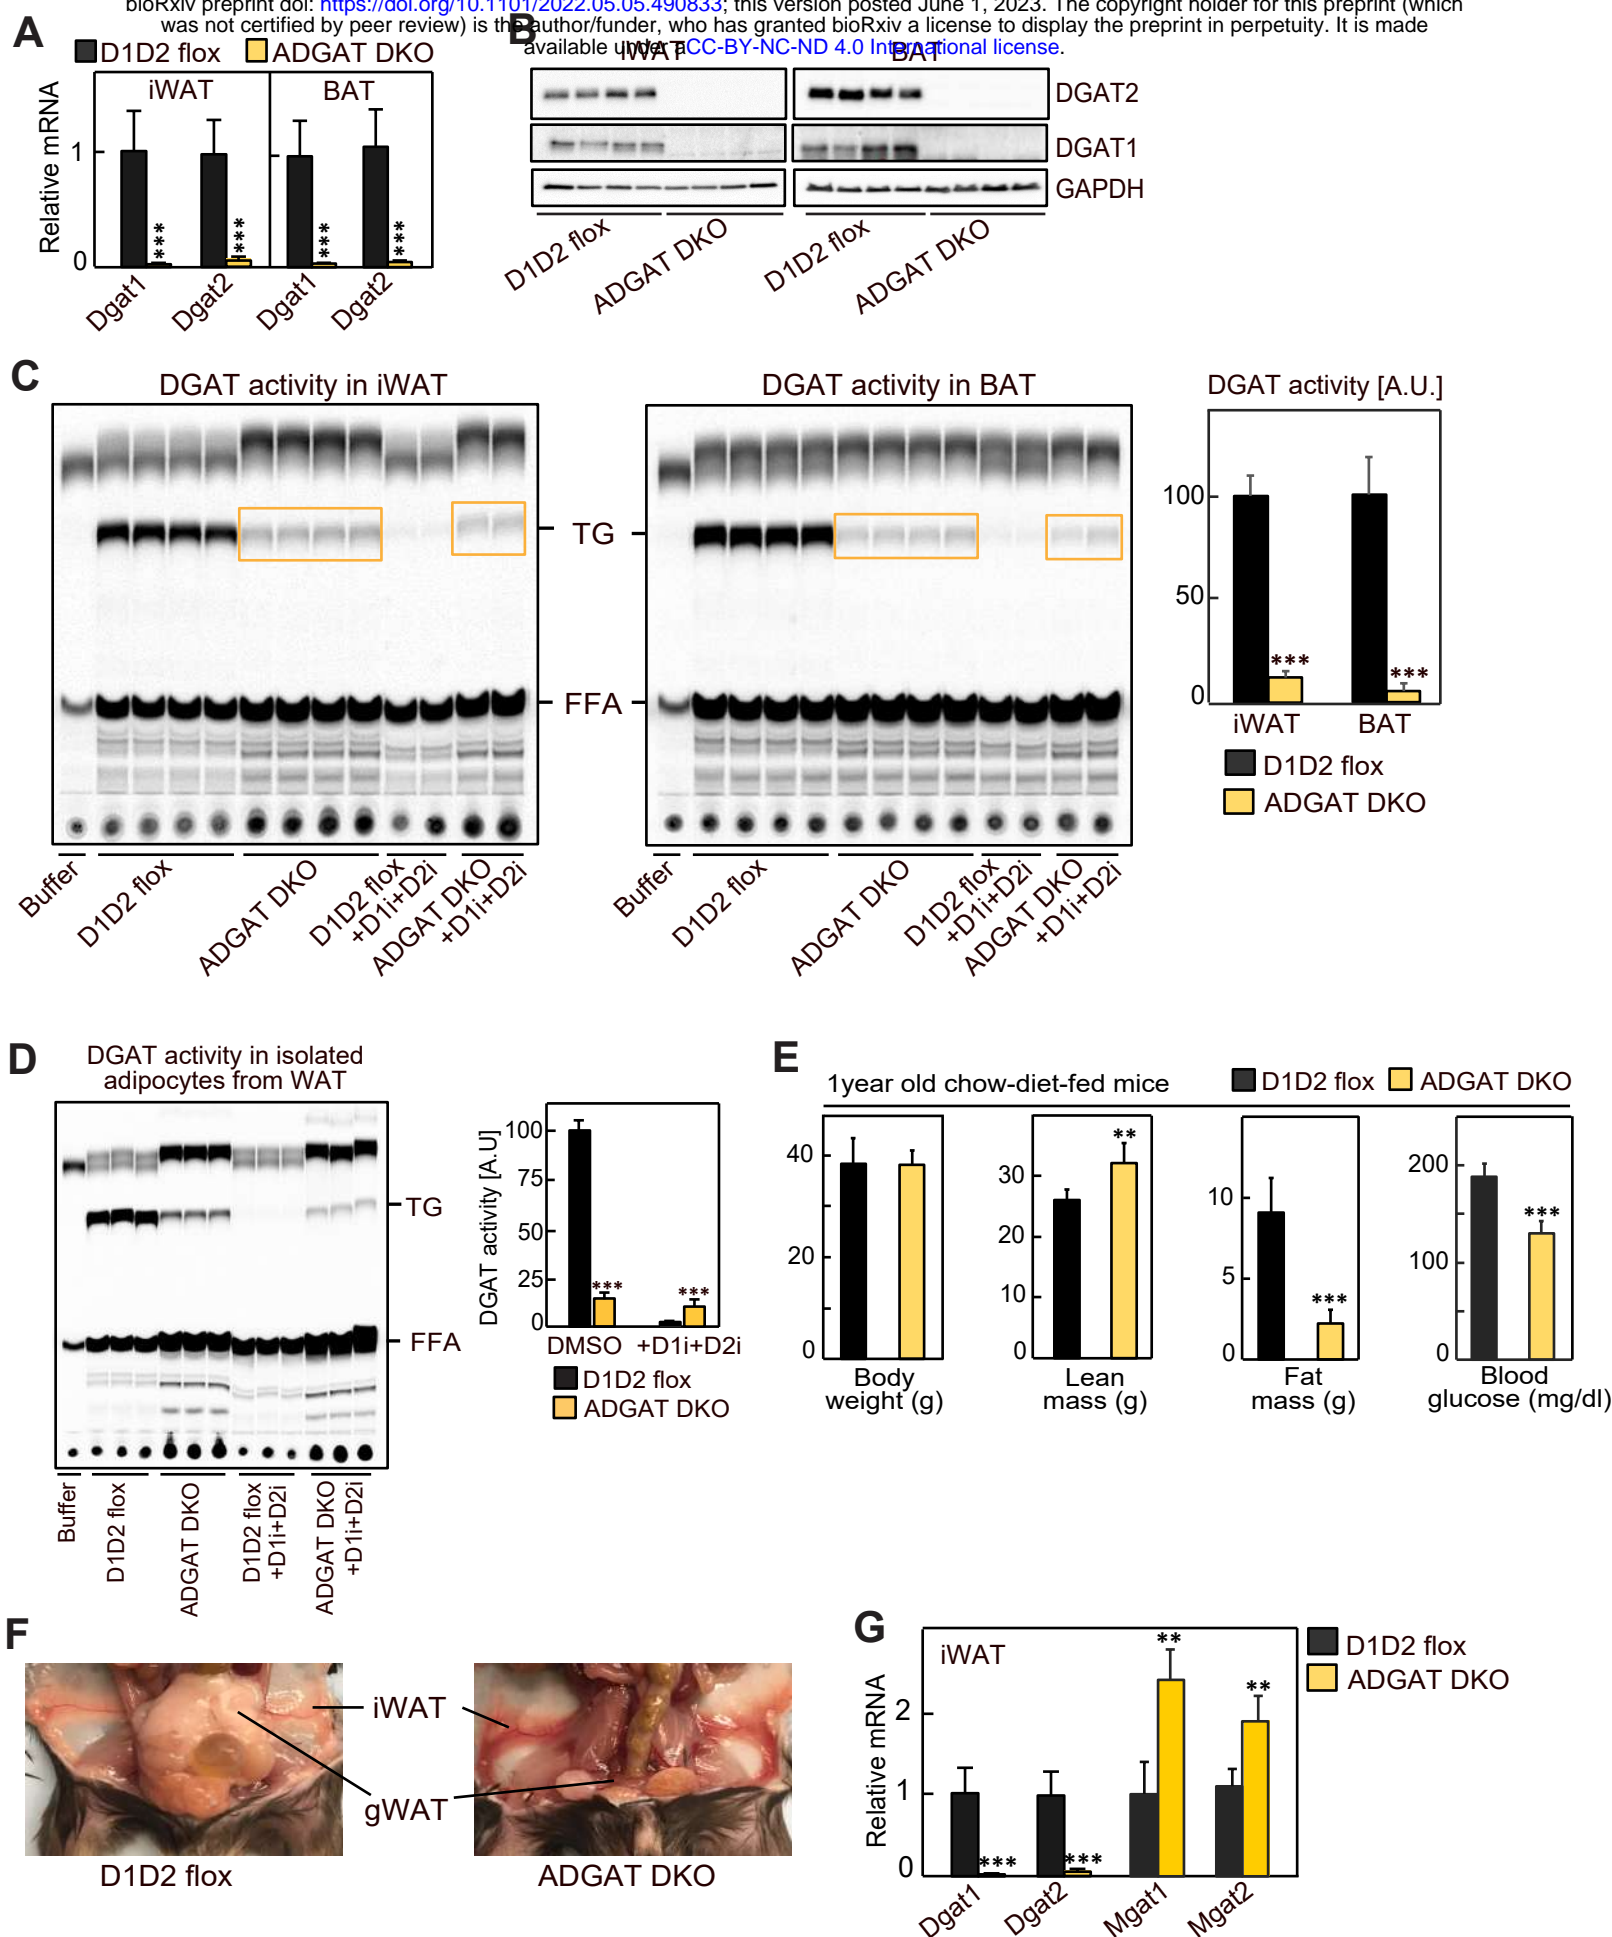 bioRxiv preprint doi: https://doi.org/10.1101/2022.05.05.490833; this version posted June 1, 2023. The copyright holder for this preprint (which
was not certified by peer review) is the author/funder, who has granted bioRxiv a license to display the preprint in perpetuity. It is made
available under aCC-BY-NC-ND 4.0 International license.
A
D1D2 flox ADGAT DKO
iWAT BAT
Relative mRNA
1
0
*** *** *** ***
Dgat1 Dgat2 Dgat1 Dgat2
B
iWAT BAT
DGAT2
DGAT1
GAPDH
D1D2 flox ADGAT DKO D1D2 flox ADGAT DKO
C
DGAT activity in iWAT
DGAT activity in BAT
TG
FFA
Buffer D1D2 flox ADGAT DKO D1D2 flox +D1i+D2i ADGAT DKO +D1i+D2i
Buffer D1D2 flox ADGAT DKO D1D2 flox +D1i+D2i ADGAT DKO +D1i+D2i
DGAT activity [A.U.]
100
50
0
*** ***
iWAT BAT
D1D2 flox
ADGAT DKO
D
DGAT activity in isolated
adipocytes from WAT
TG
FFA
Buffer D1D2 flox ADGAT DKO D1D2 flox +D1i+D2i ADGAT DKO +D1i+D2i
DGAT activity [A.U]
100
75
50
25
0
*** ***
DMSO +D1i+D2i
D1D2 flox
ADGAT DKO
E
1year old chow-diet-fed mice
D1D2 flox ADGAT DKO
40
20
0
Body
weight (g)
30
20
10
0
**
Lean
mass (g)
10
5
0
***
Fat
mass (g)
200
100
0
***
Blood
glucose (mg/dl)
F
iWAT
gWAT
D1D2 flox
ADGAT DKO
G
iWAT
D1D2 flox
ADGAT DKO
Relative mRNA
2
1
0
*** *** ** **
Dgat1 Dgat2 Mgat1 Mgat2